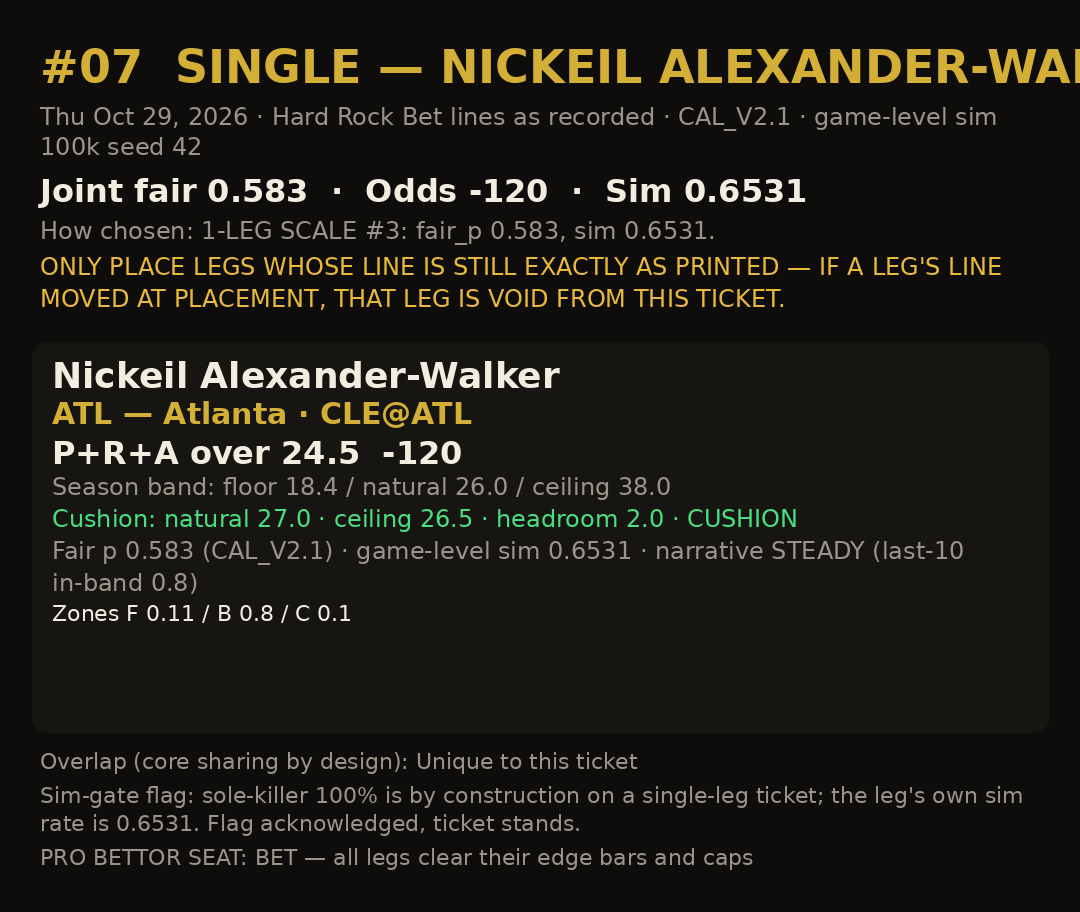 #07 SINGLE — NICKEIL ALEXANDER-WAL
Thu Oct 29, 2026 · Hard Rock Bet lines as recorded · CAL_V2.1 · game-level sim
100k seed 42
Joint fair 0.583 · Odds -120 · Sim 0.6531
How chosen: 1-LEG SCALE #3: fair_p 0.583, sim 0.6531.
ONLY PLACE LEGS WHOSE LINE IS STILL EXACTLY AS PRINTED — IF A LEG'S LINE
MOVED AT PLACEMENT, THAT LEG IS VOID FROM THIS TICKET.
Nickeil Alexander-Walker
ATL — Atlanta · CLE@ATL
P+R+A over 24.5 -120
Season band: floor 18.4 / natural 26.0 / ceiling 38.0
Cushion: natural 27.0 · ceiling 26.5 · headroom 2.0 · CUSHION
Fair p 0.583 (CAL_V2.1) · game-level sim 0.6531 · narrative STEADY (last-10
in-band 0.8)
Zones F 0.11 / B 0.8 / C 0.1
Overlap (core sharing by design): Unique to this ticket
Sim-gate flag: sole-killer 100% is by construction on a single-leg ticket; the leg's own sim
rate is 0.6531. Flag acknowledged, ticket stands.
PRO BETTOR SEAT: BET — all legs clear their edge bars and caps